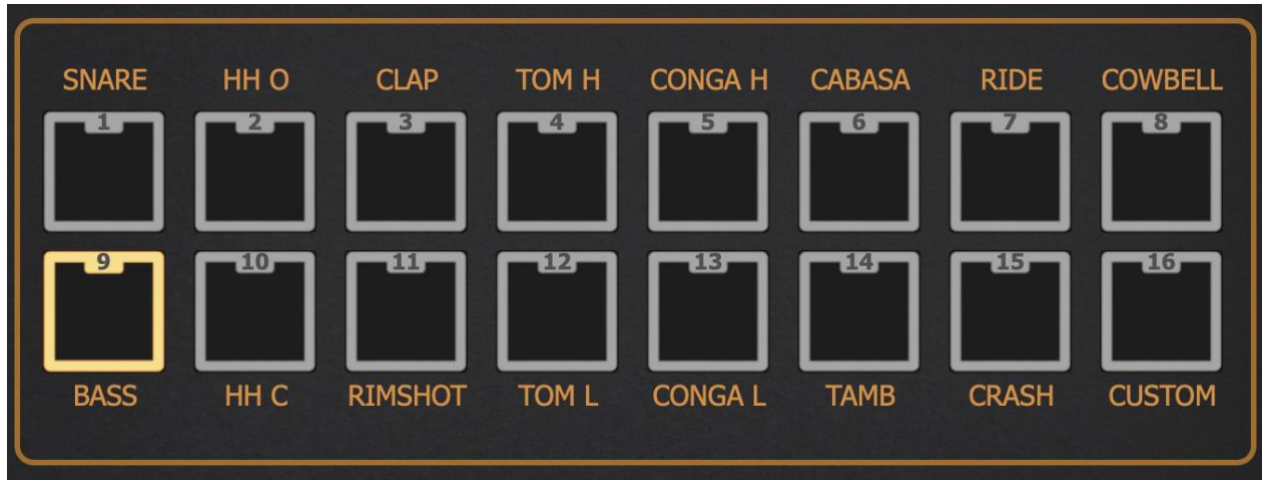 SNARE HH O CLAP TOM H CONGA H CABASA RIDE COWBELL
1 2 3 4 5 6 7 8
9 10 11 12 13 14 15 16
BASS HH C RIMSHOT TOM L CONGA L TAMB CRASH CUSTOM